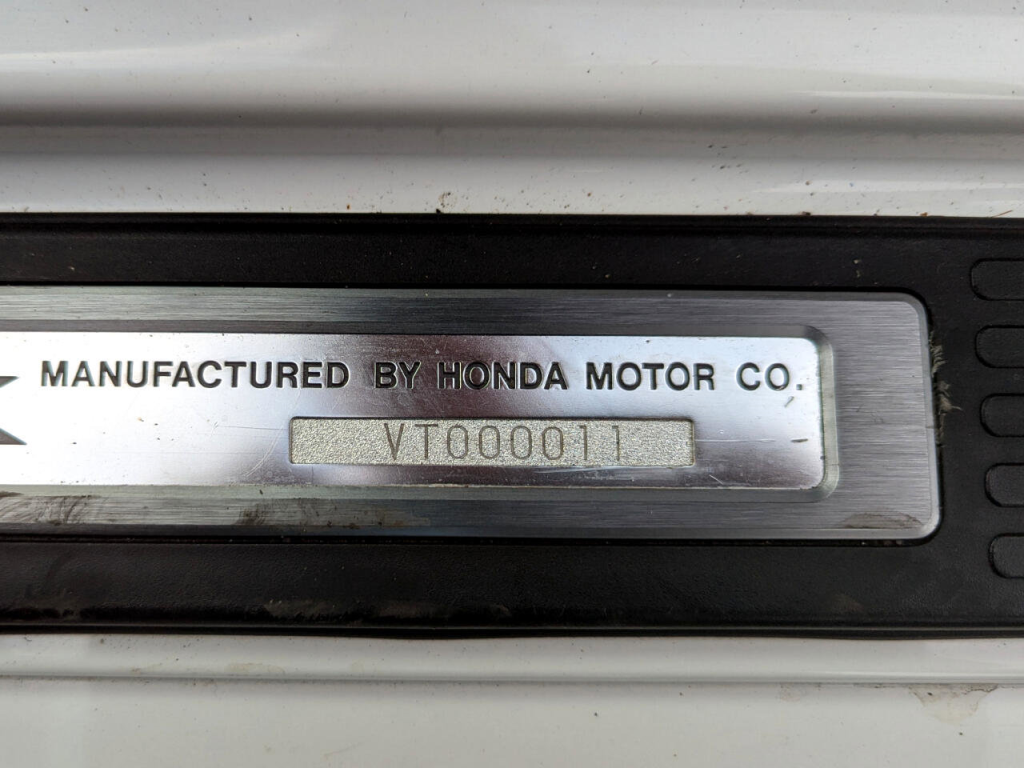 MANUFACTURED BY HONDA MOTOR CO.
VT000011